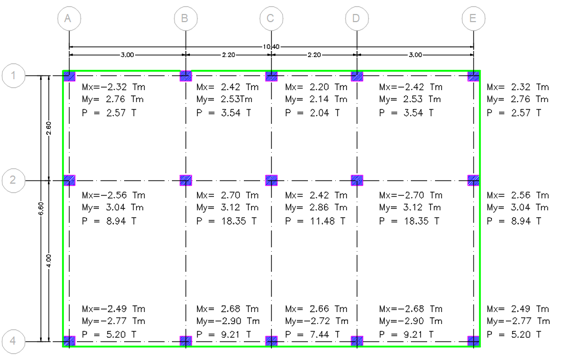 A B C D E
10.40
3.00 2.20 2.20 3.00
1
Mx=-2.32 Tm Mx= 2.42 Tm Mx= 2.20 Tm Mx=-2.42 Tm Mx= 2.32 Tm
My= 2.76 Tm My= 2.53Tm My= 2.14 Tm My= 2.53 Tm My= 2.76 Tm
P = 2.57 T P = 3.54 T P = 2.04 T P = 3.54 T P = 2.57 T
2.60
2
Mx=-2.56 Tm Mx= 2.70 Tm Mx= 2.42 Tm Mx=-2.70 Tm Mx= 2.56 Tm
My= 3.04 Tm My= 3.12 Tm My= 2.86 Tm My= 3.12 Tm My= 3.04 Tm
6.60
P = 8.94 T P = 18.35 T P = 11.48 T P = 18.35 T P = 8.94 T
4.00
Mx=-2.49 Tm Mx= 2.68 Tm Mx= 2.66 Tm Mx=-2.68 Tm Mx= 2.49 Tm
My=-2.77 Tm My=-2.90 Tm My=-2.72 Tm My=-2.90 Tm My=-2.77 Tm
P = 5.20 T P = 9.21 T P = 7.44 T P = 9.21 T P = 5.20 T
4